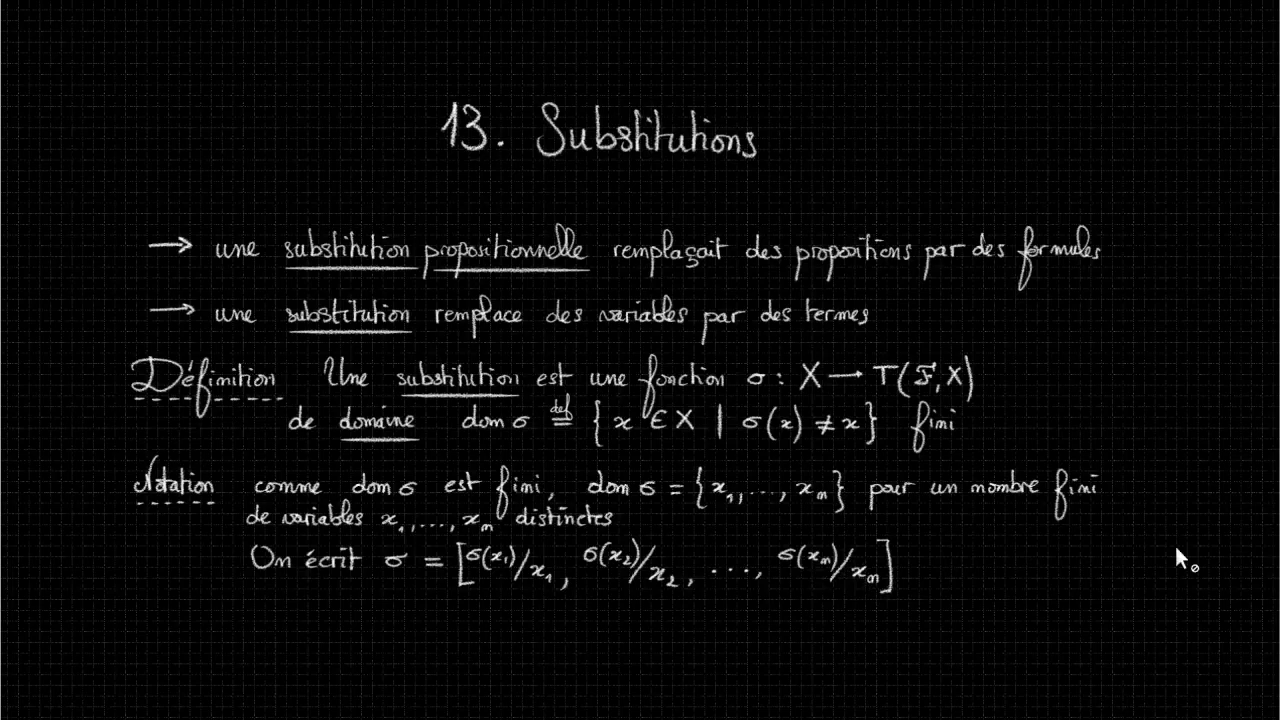 13. Substitutions
→ une substitution propositionnelle remplaçait des propositions par des formules
→ une substitution remplace des variables par des termes
Définition Une substitution est une fonction σ : X → T(F, X)
de domaine dom σ def= {x ∈ X | σ(x) ≠ x} fini
Notation comme dom σ est fini, dom σ = {x₁, ..., xₙ} pour un nombre fini
de variables x₁, ..., xₙ distinctes
On écrit σ = [σ(x₁)/x₁, σ(x₂)/x₂, ..., σ(xₙ)/xₙ]